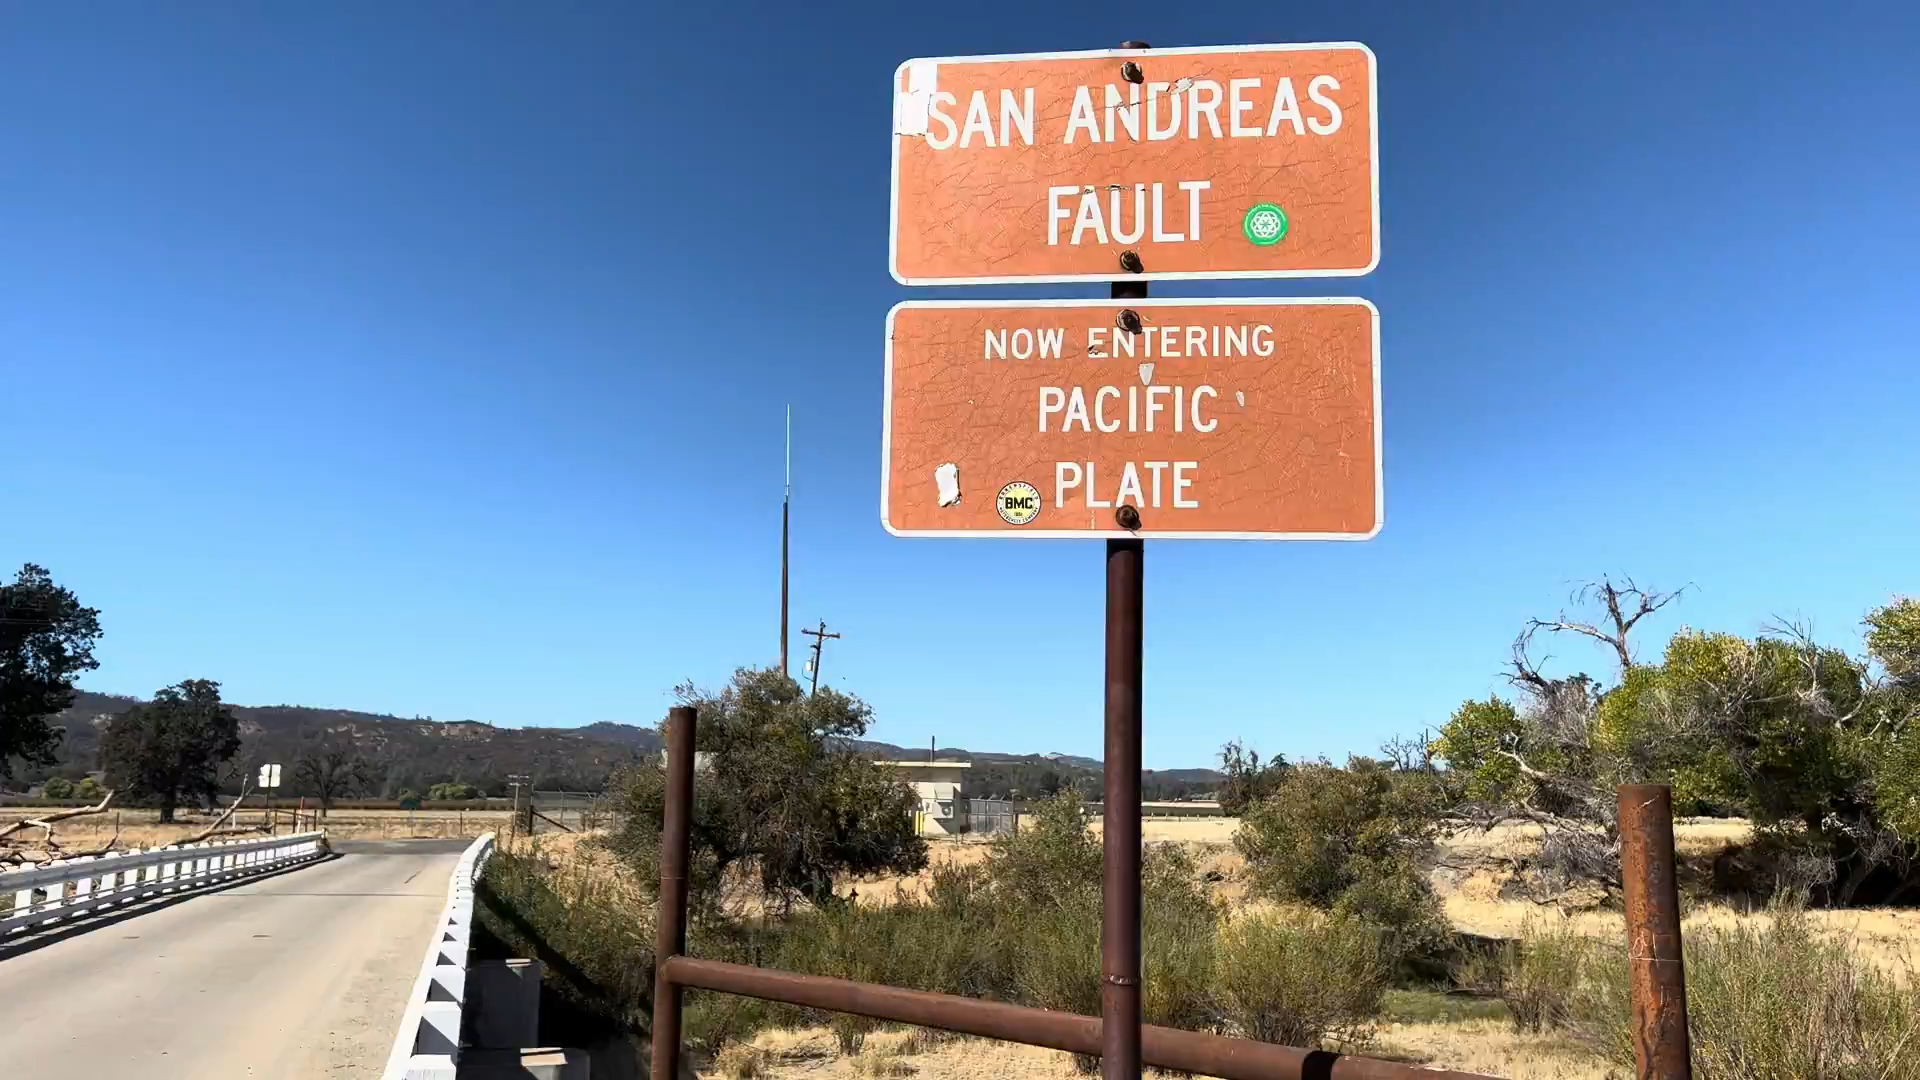 SAN ANDREAS
FAULT
NOW ENTERING
PACIFIC
PLATE
BMC